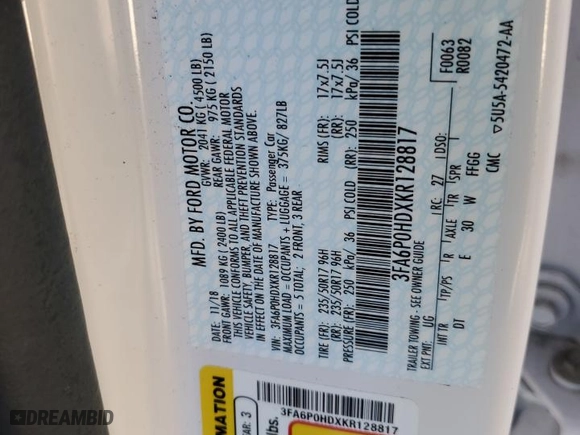 MFD. BY FORD MOTOR CO.
DATE: 11/18 GVWR: 2041 KG ( 4500 LB)
FRONT GAWR: 1089 KG ( 2400 LB) REAR GAWR: 975 KG ( 2150 LB)
THIS VEHICLE CONFORMS TO ALL APPLICABLE FEDERAL MOTOR
VEHICLE SAFETY, BUMPER, AND THEFT PREVENTION STANDARDS
IN EFFECT ON THE DATE OF MANUFACTURE SHOWN ABOVE.
VIN: 3FA6P0HDXKR128817 TYPE: Passenger Car
MAXIMUM LOAD = OCCUPANTS + LUGGAGE = 375KG/ 827LB
OCCUPANTS = 5 TOTAL; 2 FRONT, 3 REAR
TIRE (FR): 235/50R17 96H RIMS (FR): 17x7.5J
(RR): 235/50R17 96H (RR): 17x7.5J
PRESSURE (FR): 250 kPa/ 36 PSI COLD (RR): 250 kPa/ 36 PSI COLD
3FA6P0HDXKR128817
F0063
R0082
TRAILER TOWING - SEE OWNER GUIDE
EXT PNT: UG RC: 27 DSO:
INT TR TP/PS R AXLE TR SPR
DT E 30 W FFGG
CMC 5U5A-5420472-AA
RMATION
TAR: 3
lbs.
3FA6P0HDXKR128817
DREAMBID